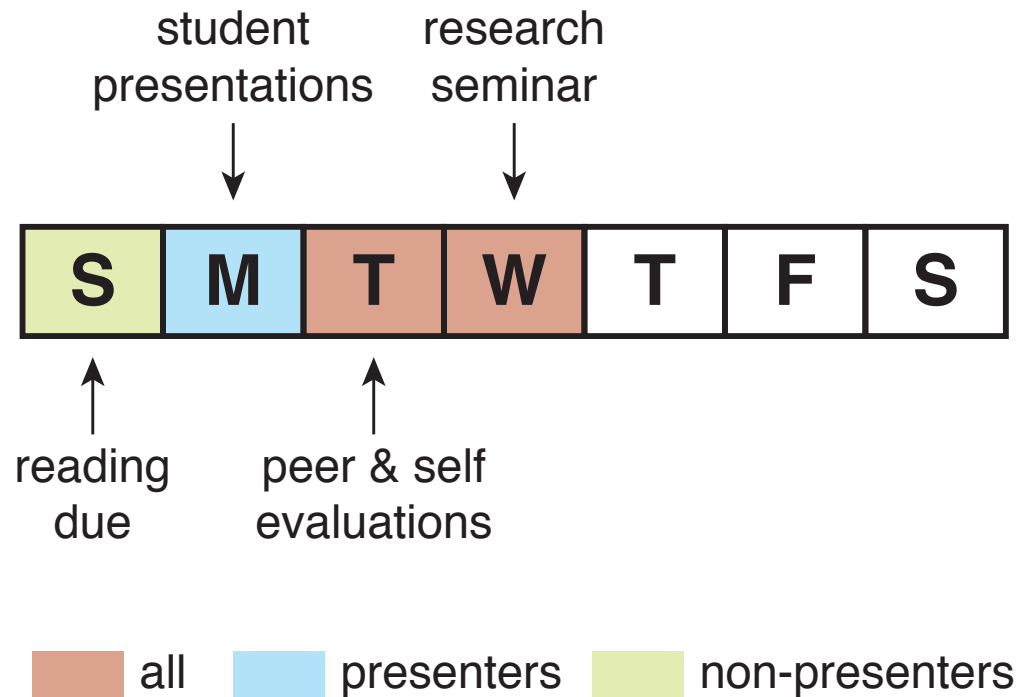 student
presentations
research
seminar
S M T W T F S
reading
due
peer & self
evaluations
all presenters non-presenters